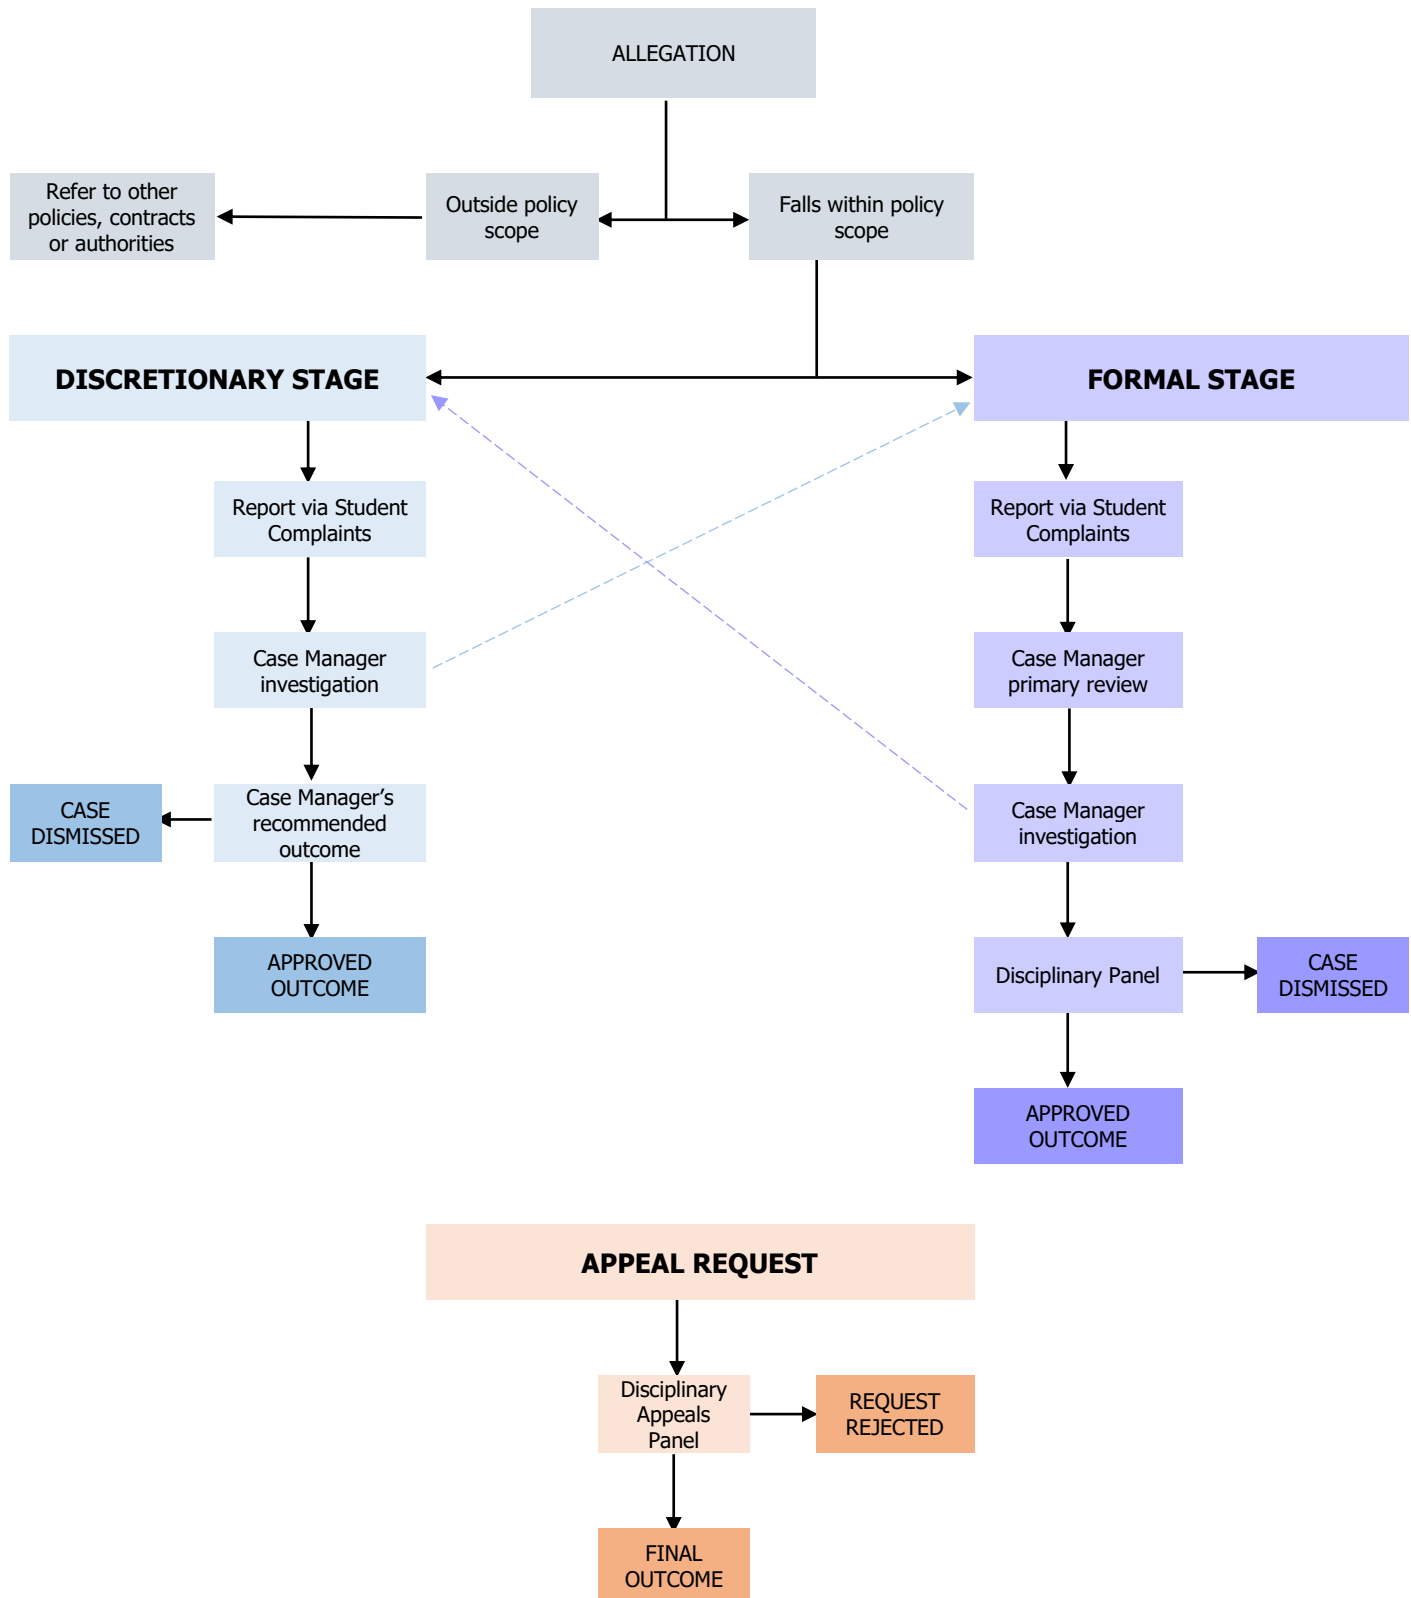 ALLEGATION
Refer to other
policies, contracts
or authorities
Outside policy
scope
Falls within policy
scope
DISCRETIONARY STAGE
FORMAL STAGE
Report via Student
Complaints
Report via Student
Complaints
Case Manager
investigation
Case Manager
primary review
CASE
DISMISSED
Case Manager’s
recommended
outcome
Case Manager
investigation
APPROVED
OUTCOME
Disciplinary Panel
CASE
DISMISSED
APPROVED
OUTCOME
APPEAL REQUEST
Disciplinary
Appeals
Panel
REQUEST
REJECTED
FINAL
OUTCOME